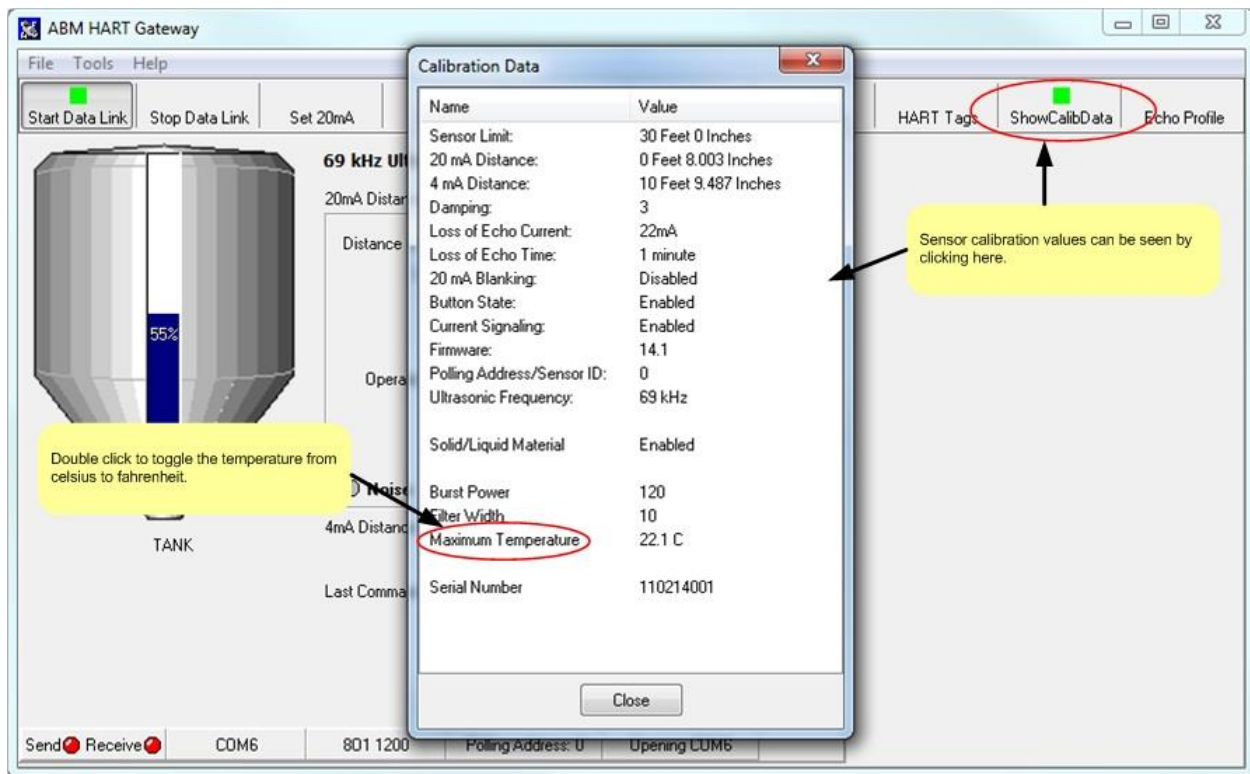 ABM HART Gateway
File Tools Help
Start Data Link Stop Data Link Set 20mA HART Tags ShowCalibData Echo Profile
69 kHz
20mA
Distance
55%
TANK
4mA
Last
Calibration Data
Name Value
Sensor Limit: 30 Feet 0 Inches
20 mA Distance: 0 Feet 8.003 Inches
4 mA Distance: 10 Feet 9.487 Inches
Damping: 3
Loss of Echo Current: 22mA
Loss of Echo Time: 1 minute
20 mA Blanking: Disabled
Button State: Enabled
Current Signaling: Enabled
Firmware: 14.1
Polling Address/Sensor ID: 0
Ultrasonic Frequency: 69 kHz
Solid/Liquid Material Enabled
Burst Power 120
Filter Width 10
Maximum Temperature 22.1 C
Serial Number 110214001
Close
Sensor calibration values can be seen by
clicking here.
Double click to toggle the temperature from
celsius to fahrenheit.
Send Receive COM6 801 1200 Polling Address: 0 Opening COM6